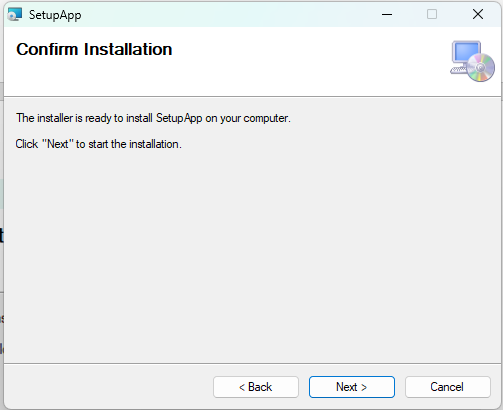 SetupApp
Confirm Installation
The installer is ready to install SetupApp on your computer.
Click "Next" to start the installation.
< Back
Next >
Cancel